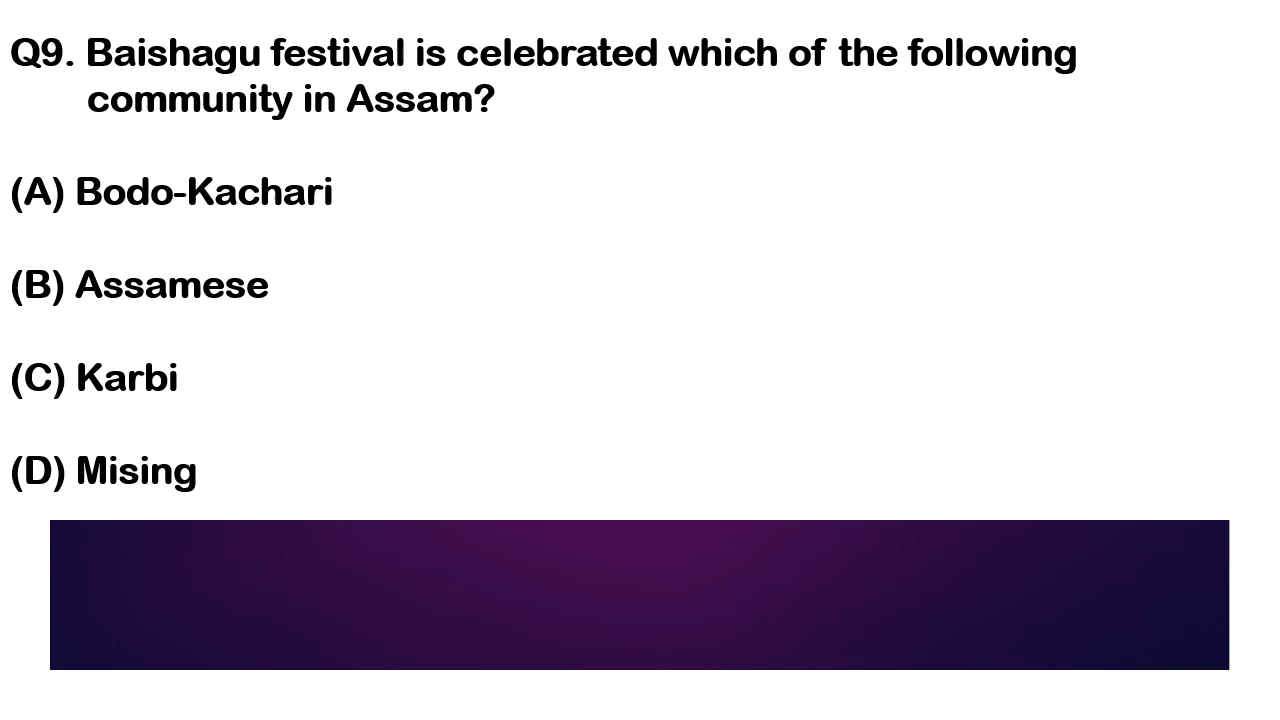 Q9. Baishagu festival is celebrated which of the following
community in Assam?
(A) Bodo-Kachari
(B) Assamese
(C) Karbi
(D) Mising